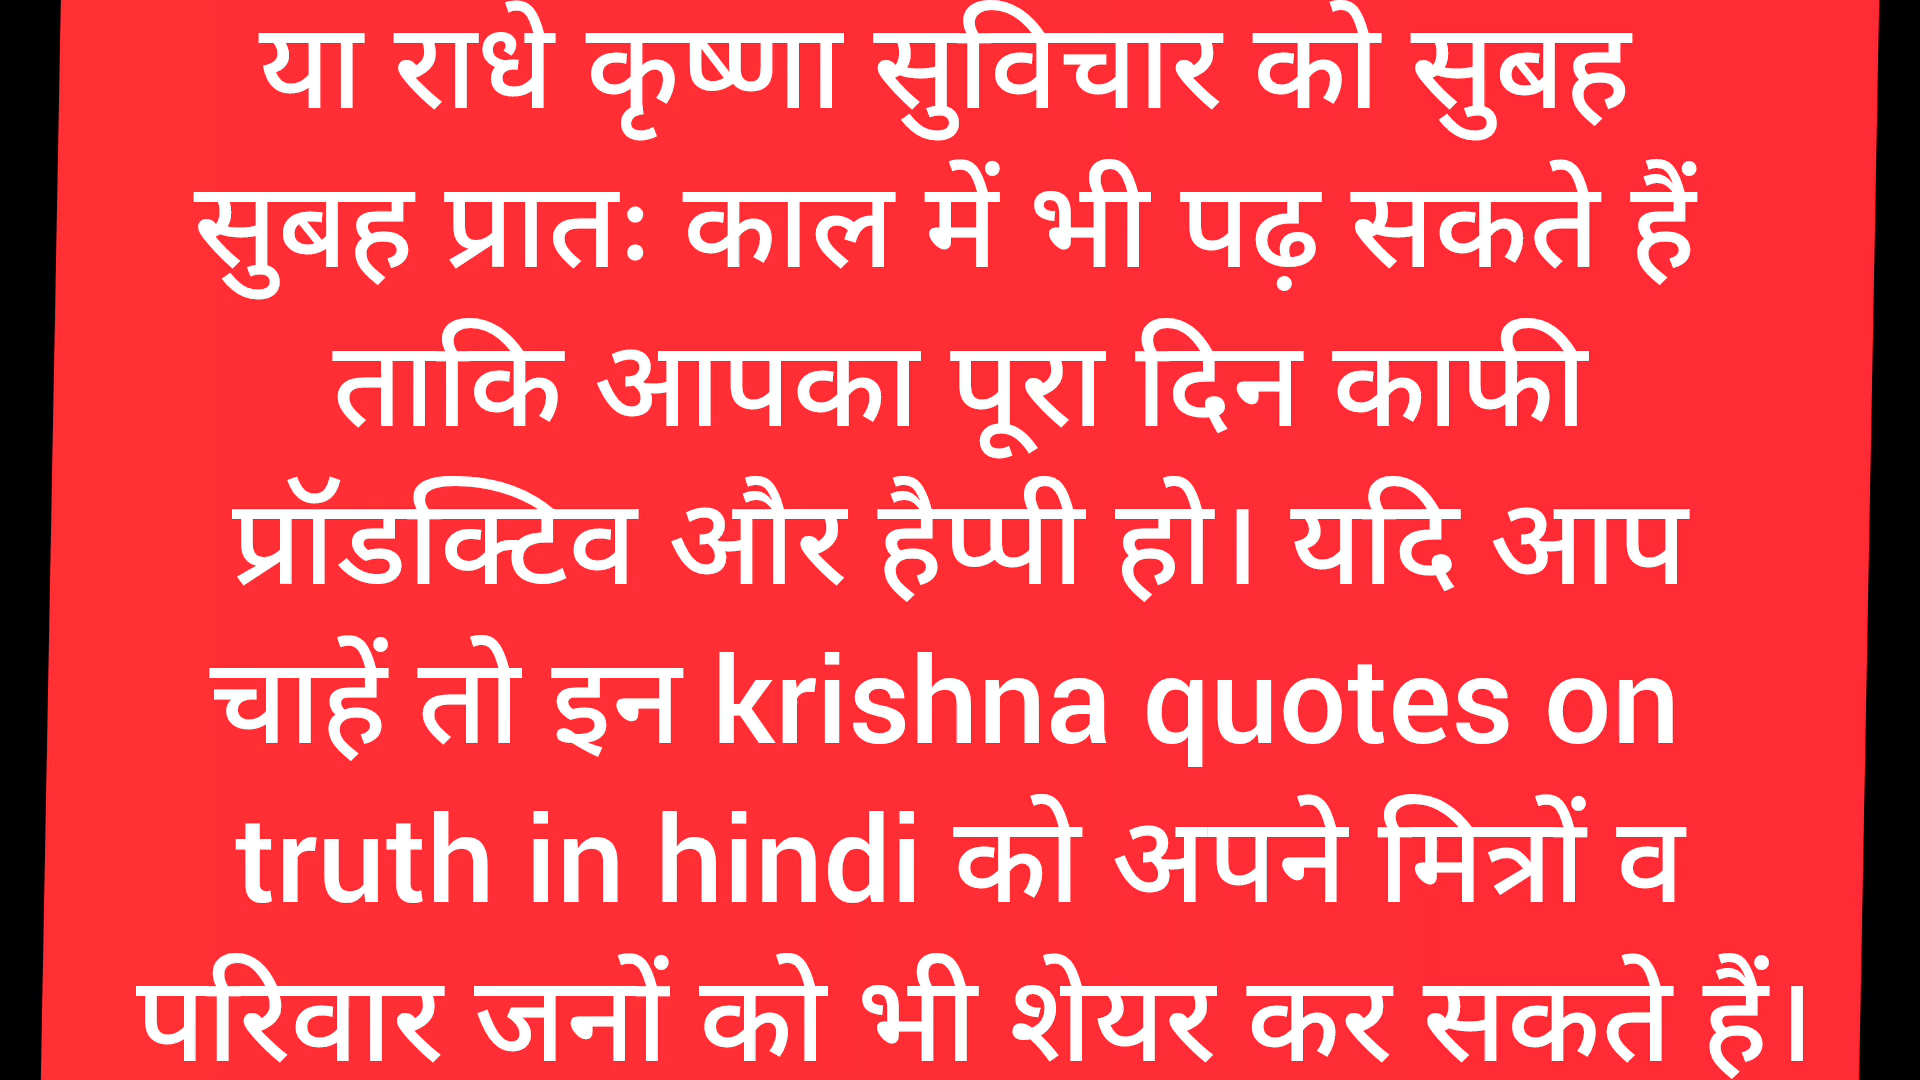 या राधे कृष्णा सुविचार को सुबह
सुबह प्रातः काल में भी पढ़ सकते हैं
ताकि आपका पूरा दिन काफी
प्रॉडक्टिव और हैप्पी हो। यदि आप
चाहें तो इन krishna quotes on
truth in hindi को अपने मित्रों व
परिवार जनों को भी शेयर कर सकते हैं।